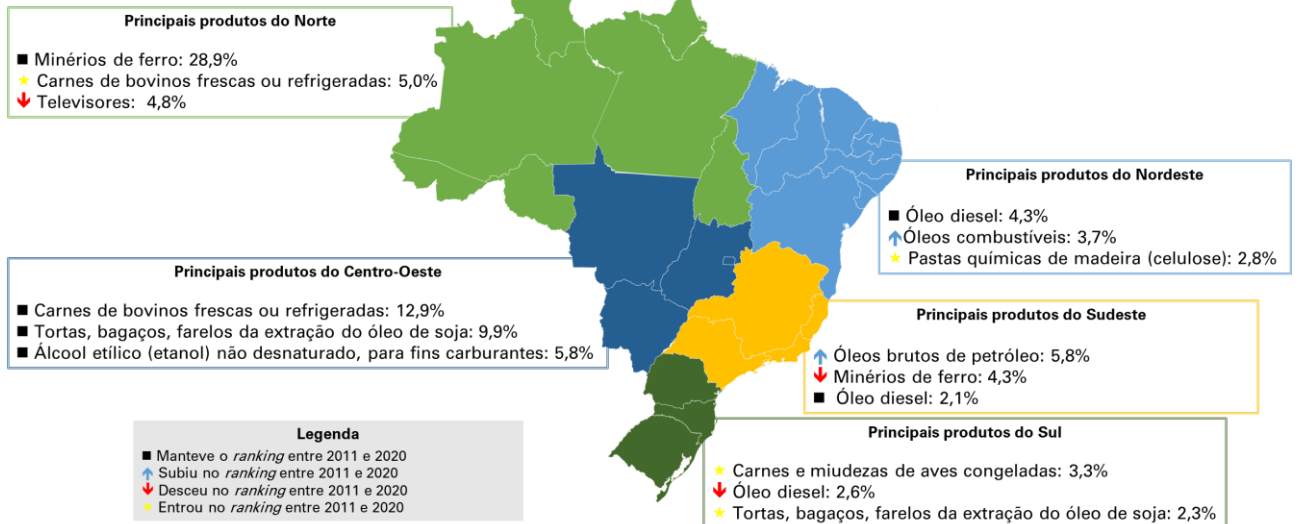 Principais produtos do Norte
■ Minérios de ferro: 28,9%
★ Carnes de bovinos frescas ou refrigeradas: 5,0%
↓ Televisores: 4,8%
Principais produtos do Nordeste
■ Óleo diesel: 4,3%
↑ Óleos combustíveis: 3,7%
★ Pastas químicas de madeira (celulose): 2,8%
Principais produtos do Centro-Oeste
■ Carnes de bovinos frescas ou refrigeradas: 12,9%
■ Tortas, bagaços, farelos da extração do óleo de soja: 9,9%
■ Álcool etílico (etanol) não desnaturado, para fins carburantes: 5,8%
Principais produtos do Sudeste
↑ Óleos brutos de petróleo: 5,8%
↓ Minérios de ferro: 4,3%
■ Óleo diesel: 2,1%
Legenda
■ Manteve o ranking entre 2011 e 2020
↑ Subiu no ranking entre 2011 e 2020
↓ Desceu no ranking entre 2011 e 2020
★ Entrou no ranking entre 2011 e 2020
Principais produtos do Sul
★ Carnes e miudezas de aves congeladas: 3,3%
↓ Óleo diesel: 2,6%
★ Tortas, bagaços, farelos da extração do óleo de soja: 2,3%